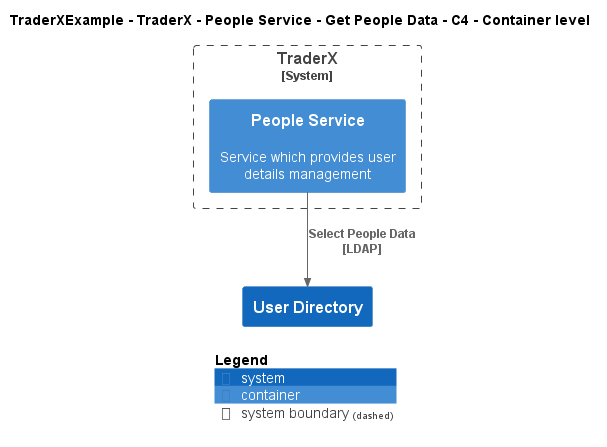 TraderXExample - TraderX - People Service - Get People Data - C4 - Container level
TraderX
[System]
People Service
Service which provides user
details management
Select People Data
[LDAP]
User Directory
Legend
system
container
system boundary (dashed)